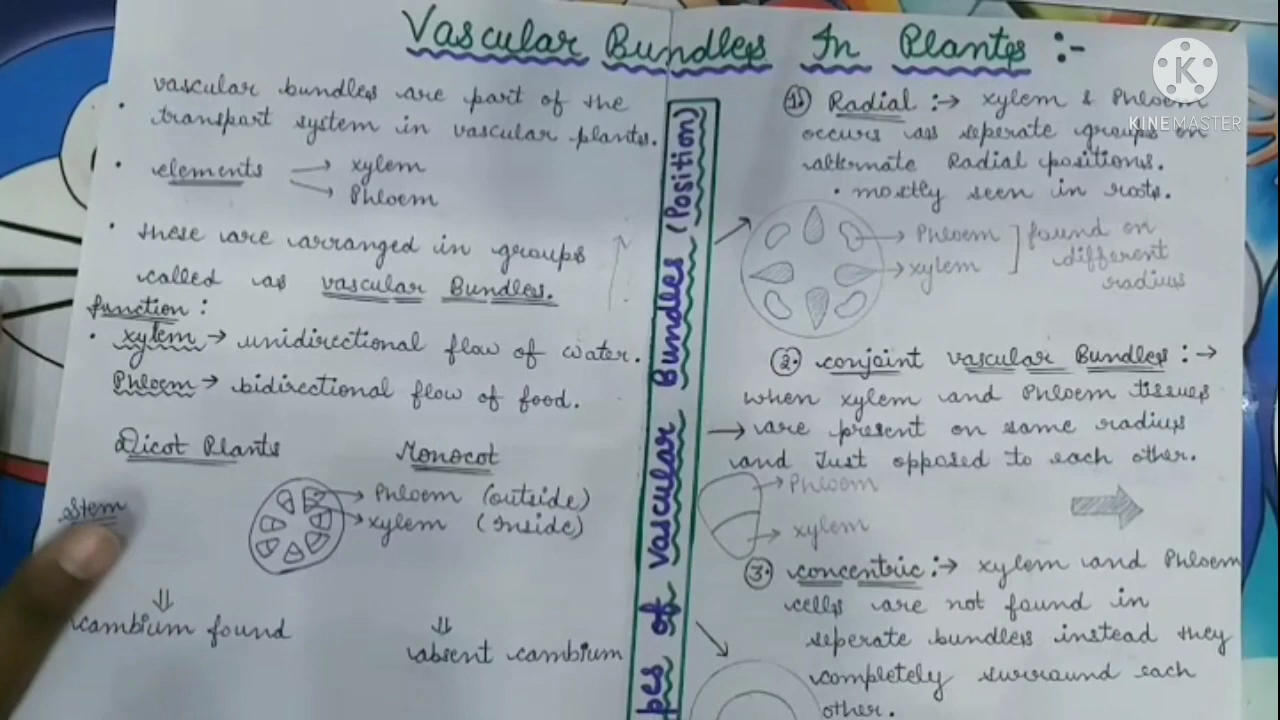 Vascular Bundles In Plants :-
vascular bundles are part of the
transport system in vascular plants.
elements → xylem
→ Phloem
these are arranged in groups
called as vascular Bundles.
function :
• xylem → unidirectional flow of water.
Phloem → bidirectional flow of food.
Dicot Plants Monocot
stem
Phloem (outside)
xylem (Inside)
⇓
cambium found
⇓
absent cambium
pes of vascular Bundles (Position)
1. Radial :→ xylem & Phloem
occurs as seperate groups on
alternate Radial positions.
• mostly seen in roots.
→ Phloem
→ xylem
found on
different
radius
2. conjoint vascular Bundles :→
when xylem and Phloem tissues
→ are present on same radius
and Just opposed to each other.
→ Phloem
→ xylem
3. concentric :→ xylem and Phloem
cells are not found in
seperate bundles instead they
completely surround each
other.
K
KINEMASTER